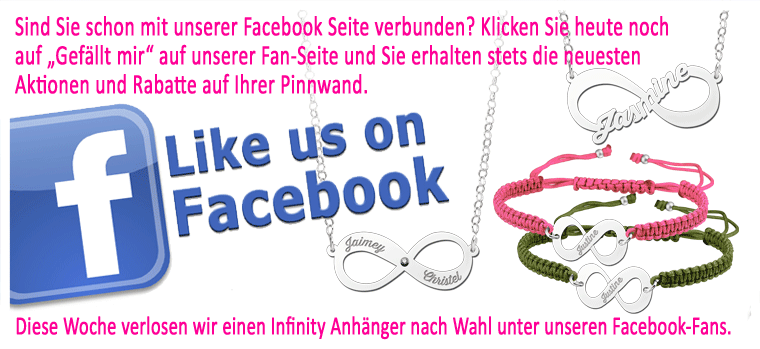 Sind Sie schon mit unserer Facebook Seite verbunden? Klicken Sie heute noch
auf „Gefällt mir“ auf unserer Fan-Seite und Sie erhalten stets die neuesten
Aktionen und Rabatte auf Ihrer Pinnwand.
Jasmine
f
Like us on
Facebook
Jaimey
Christel
Justine
Justine
Diese Woche verlosen wir einen Infinity Anhänger nach Wahl unter unseren Facebook-Fans.